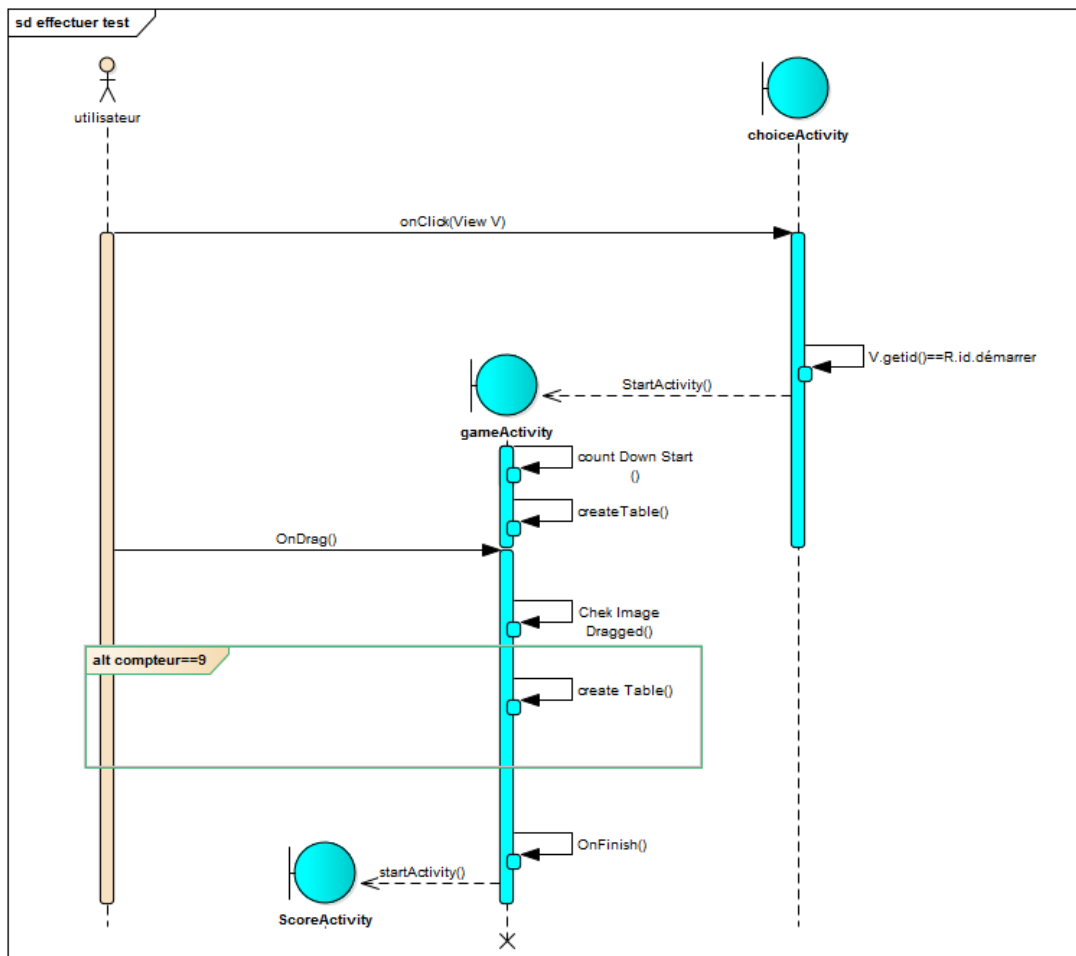 sd effectuer test
utilisateur
choiceActivity
onClick(View V)
V.getid()==R.id.démarrer
StartActivity()
gameActivity
count Down Start
()
createTable()
OnDrag()
Chek Image
Dragged()
alt compteur==9
create Table()
OnFinish()
startActivity()
ScoreActivity